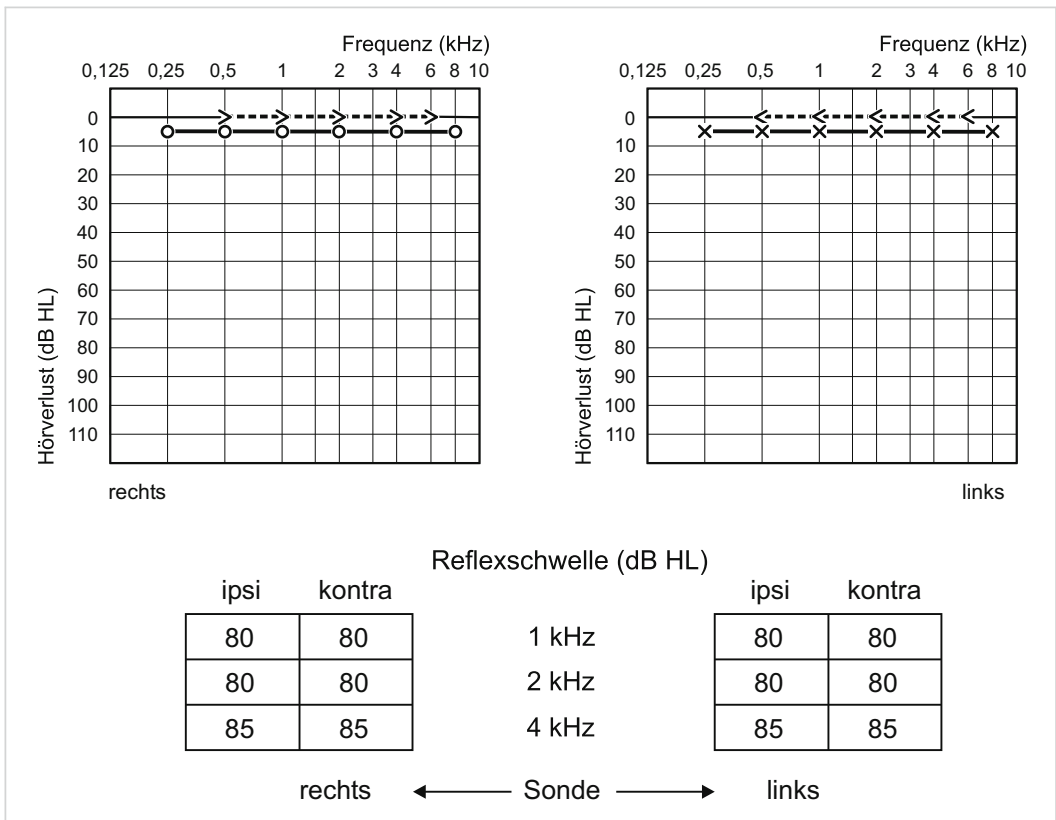 Frequenz (kHz) Frequenz (kHz)
0,125 0,25 0,5 1 2 3 4 6 8 10 0,125 0,25 0,5 1 2 3 4 6 8 10
0 0
10 10
20 20
30 30
40 40
50 50
60 60
70 70
80 80
90 90
100 100
110 110
Hörverlust (dB HL) Hörverlust (dB HL)
rechts links
Reflexschwelle (dB HL)
ipsi kontra ipsi kontra
80 80 1 kHz 80 80
80 80 2 kHz 80 80
85 85 4 kHz 85 85
rechts Sonde links